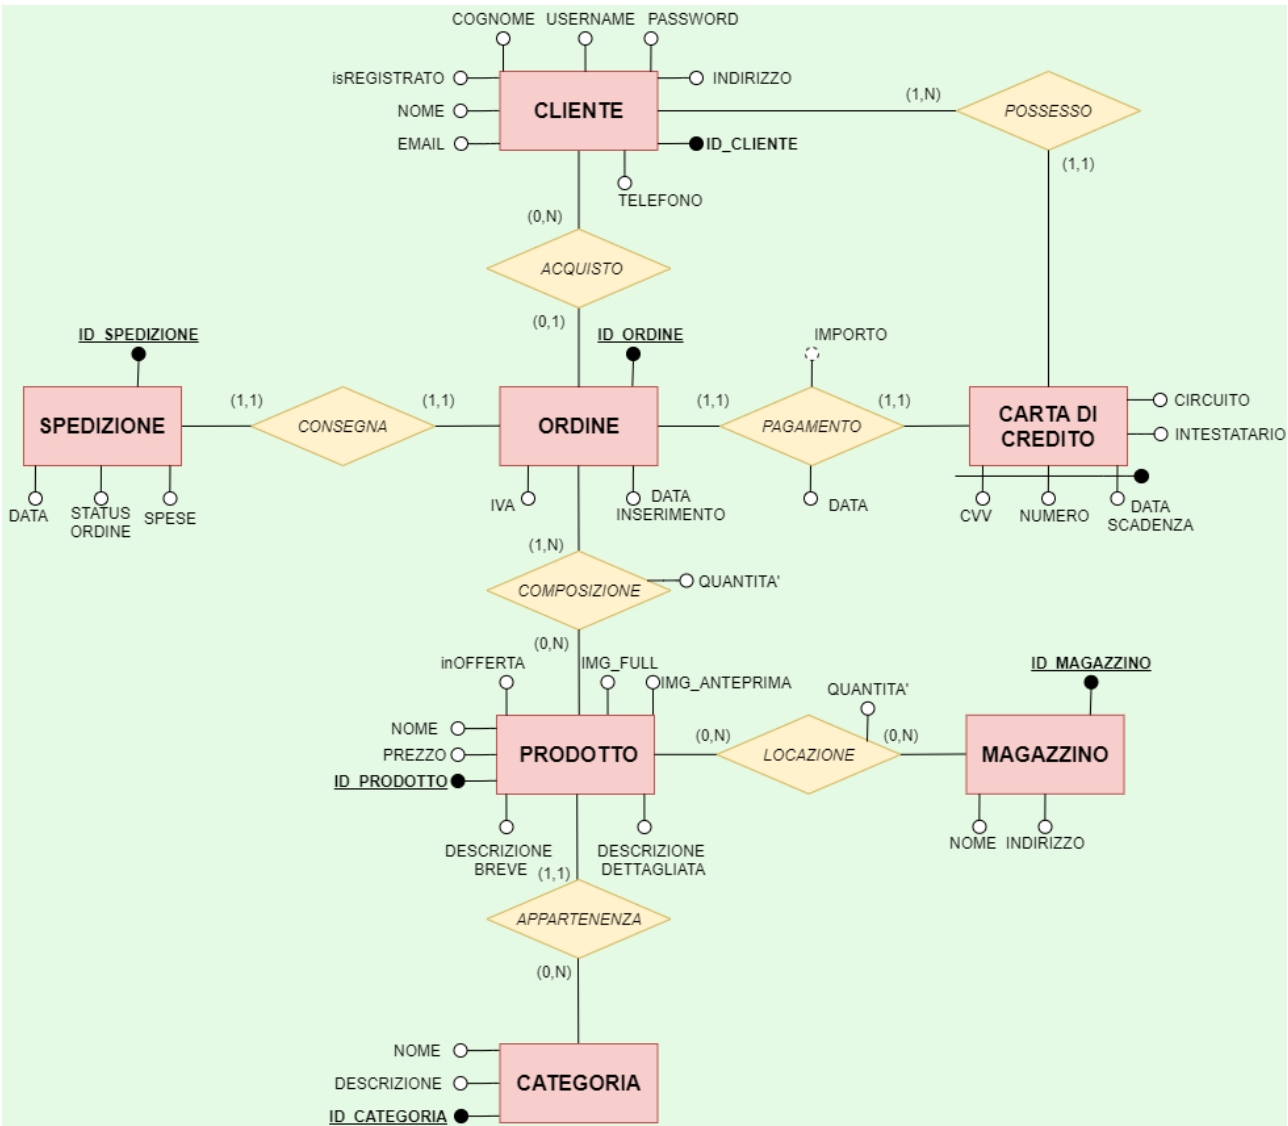 COGNOME USERNAME PASSWORD
isREGISTRATO
INDIRIZZO
NOME
CLIENTE
(1,N)
POSSESSO
EMAIL
ID_CLIENTE
(1,1)
TELEFONO
(0,N)
ACQUISTO
(0,1)
ID_SPEDIZIONE
ID_ORDINE
IMPORTO
SPEDIZIONE
(1,1)
CONSEGNA
(1,1)
ORDINE
(1,1)
PAGAMENTO
(1,1)
CARTA DI
CREDITO
CIRCUITO
INTESTATARIO
DATA
STATUS
ORDINE
SPESE
IVA
DATA
INSERIMENTO
DATA
CVV
NUMERO
DATA
SCADENZA
(1,N)
COMPOSIZIONE
QUANTITA'
(0,N)
inOFFERTA
IMG_FULL
IMG_ANTEPRIMA
QUANTITA'
ID_MAGAZZINO
NOME
PREZZO
ID_PRODOTTO
PRODOTTO
(0,N)
LOCAZIONE
(0,N)
MAGAZZINO
DESCRIZIONE
BREVE
DESCRIZIONE
DETTAGLIATA
NOME INDIRIZZO
(1,1)
APPARTENENZA
(0,N)
NOME
DESCRIZIONE
ID_CATEGORIA
CATEGORIA